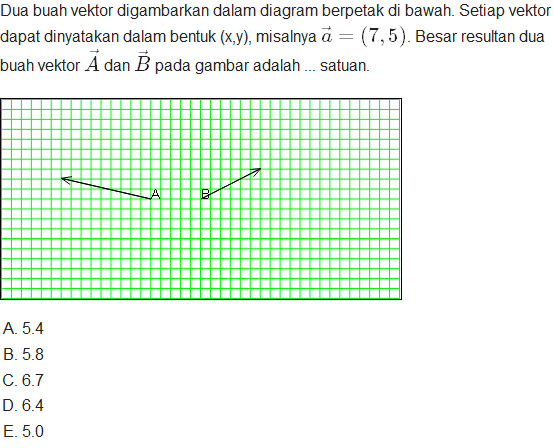 Dua buah vektor digambarkan dalam diagram berpetak di bawah. Setiap vektor
dapat dinyatakan dalam bentuk (x,y), misalnya $\vec{a} = (7, 5)$. Besar resultan dua
buah vektor $\vec{A}$ dan $\vec{B}$ pada gambar adalah ... satuan.
A B
A. 5.4
B. 5.8
C. 6.7
D. 6.4
E. 5.0